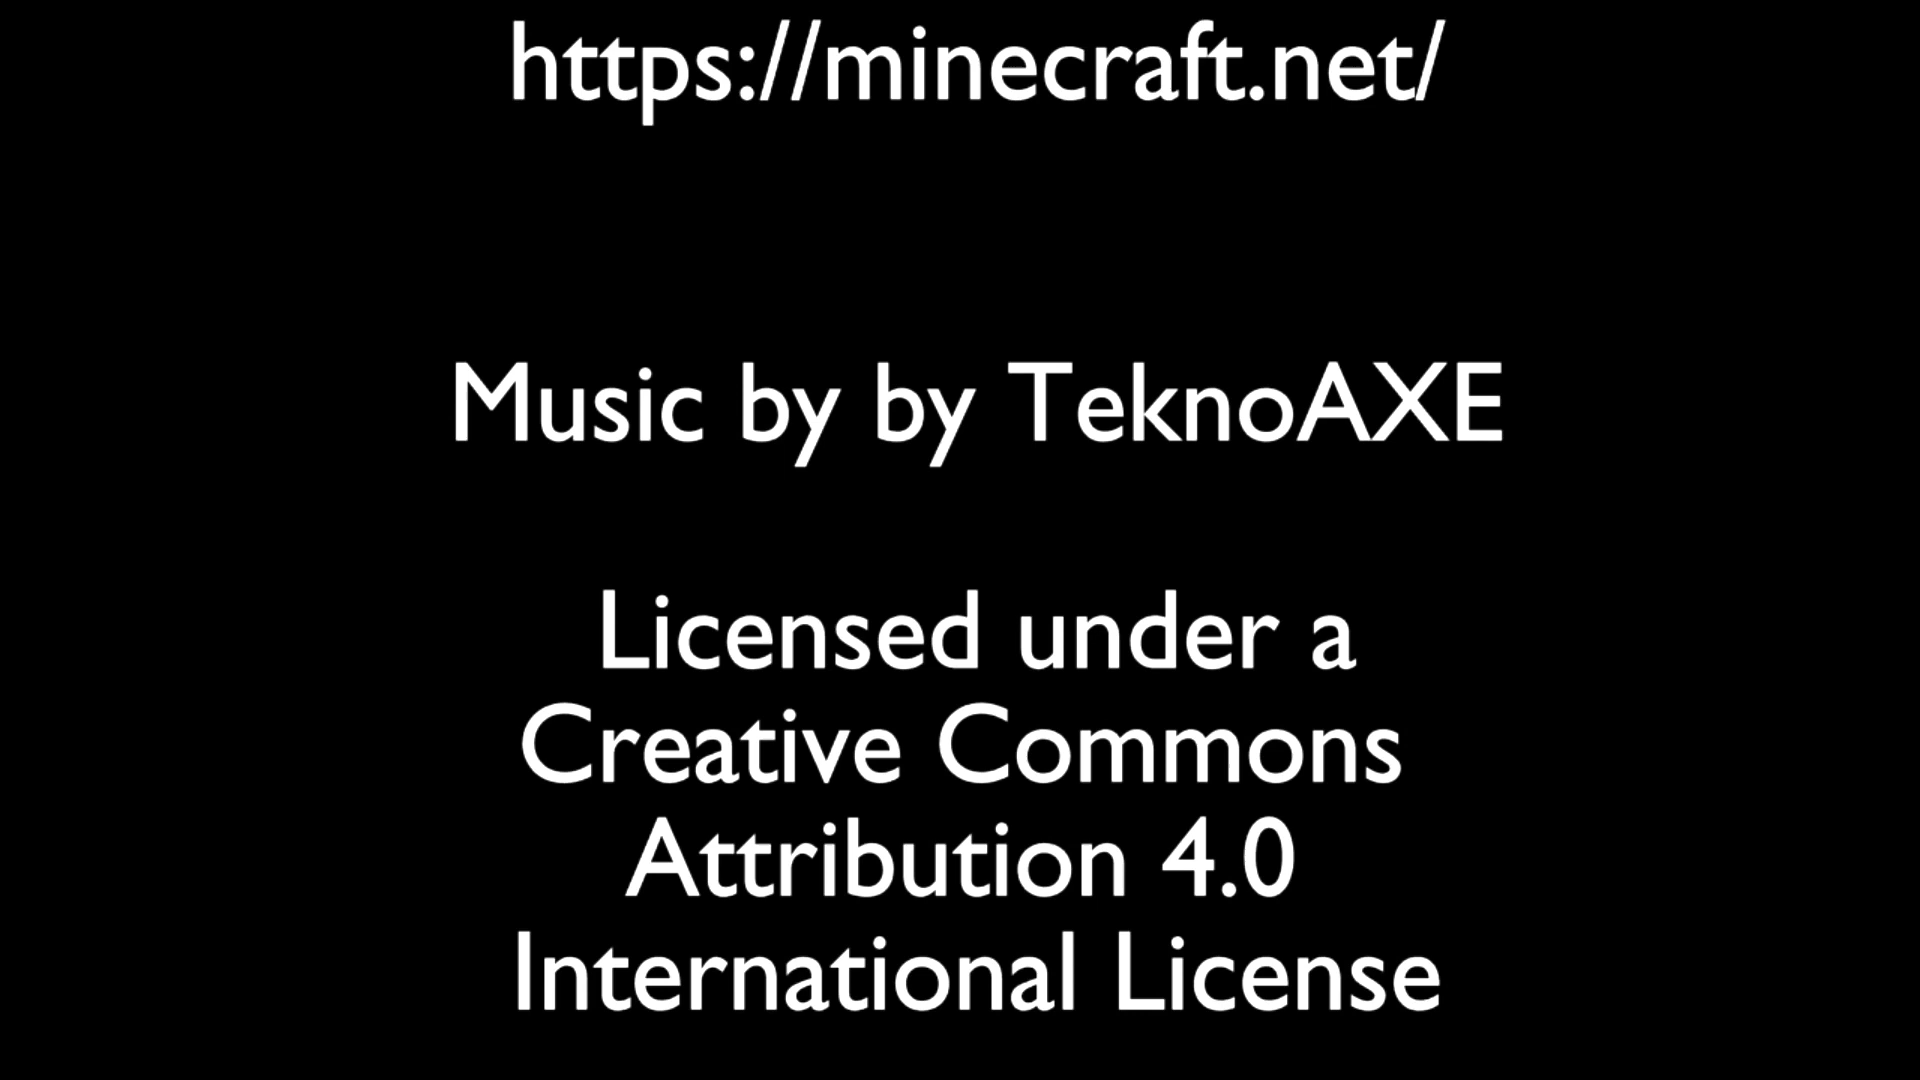 https://minecraft.net/
Music by by TeknoAXE
Licensed under a
Creative Commons
Attribution 4.0
International License